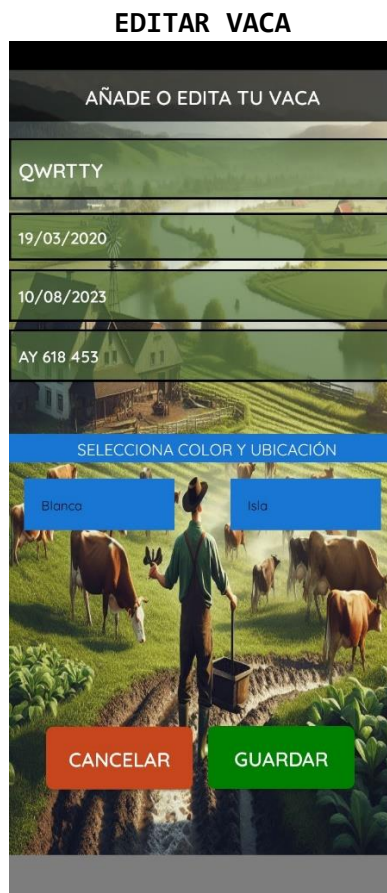 EDITAR VACA
AÑADE O EDITA TU VACA
QWRTTY
19/03/2020
10/08/2023
AY 618 453
SELECCIONA COLOR Y UBICACIÓN
Blanca
Isla
CANCELAR
GUARDAR